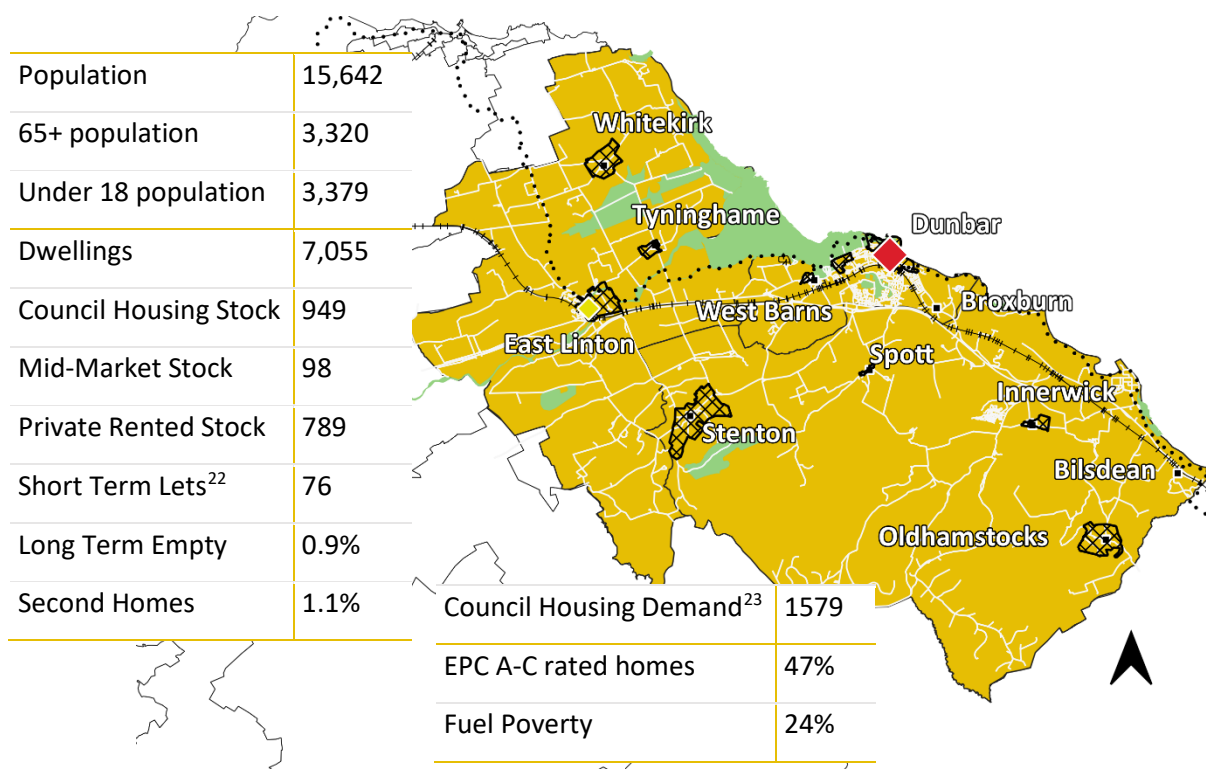 Population 15,642
65+ population 3,320
Under 18 population 3,379
Dwellings 7,055
Council Housing Stock 949
Mid-Market Stock 98
Private Rented Stock 789
Short Term Lets22 76
Long Term Empty 0.9%
Second Homes 1.1%
Council Housing Demand23 1579
EPC A-C rated homes 47%
Fuel Poverty 24%
Whitekirk
Tyninghame
Dunbar
West Barns
Broxburn
East Linton
Spott
Innerwick
Stenton
Bilsdean
Oldhamstocks